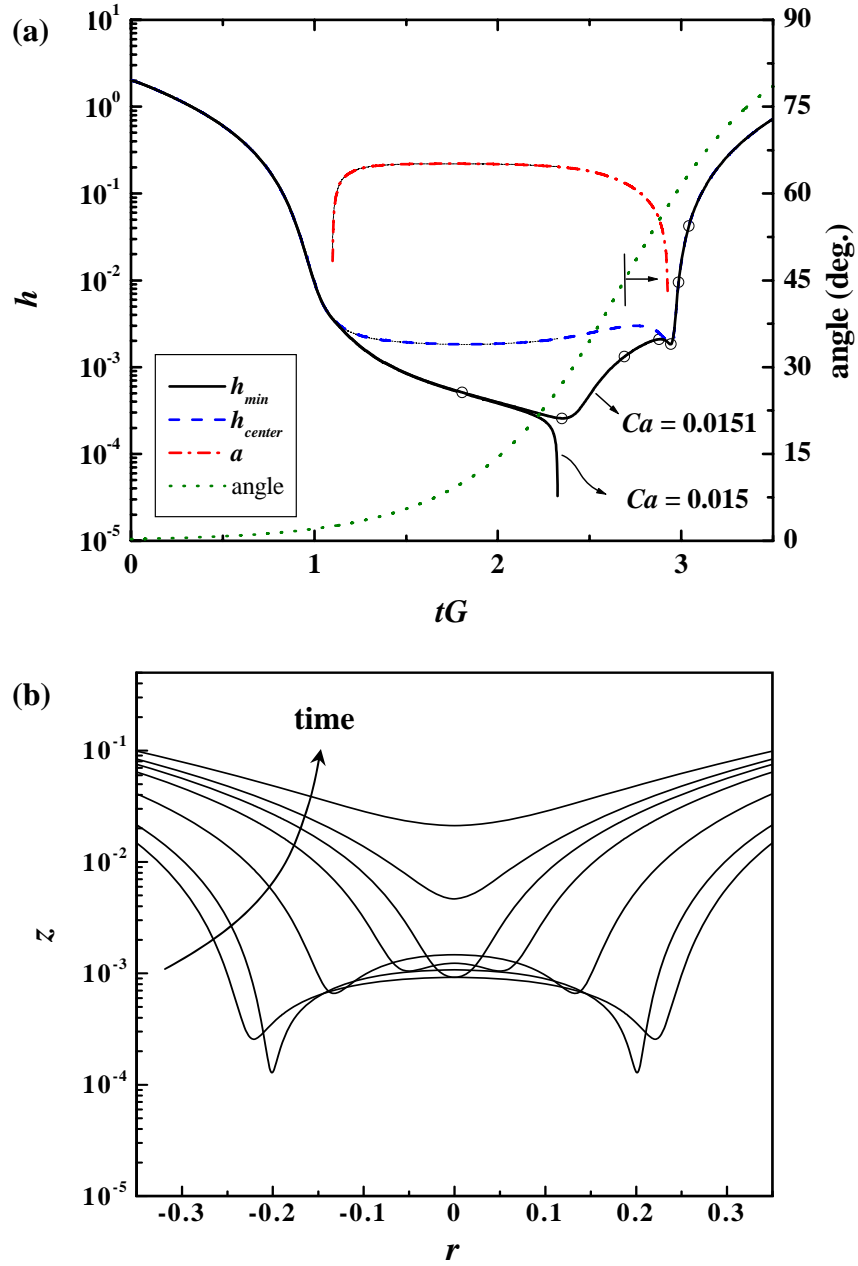 (a)
10^1
10^0
10^-1
10^-2
10^-3
10^-4
10^-5
h
90
75
60
45
30
15
0
angle (deg.)
h_min
h_center
a
angle
Ca = 0.0151
Ca = 0.015
0
1
2
3
tG
(b)
time
10^-1
10^-2
10^-3
10^-4
10^-5
z
-0.3
-0.2
-0.1
0
0.1
0.2
0.3
r